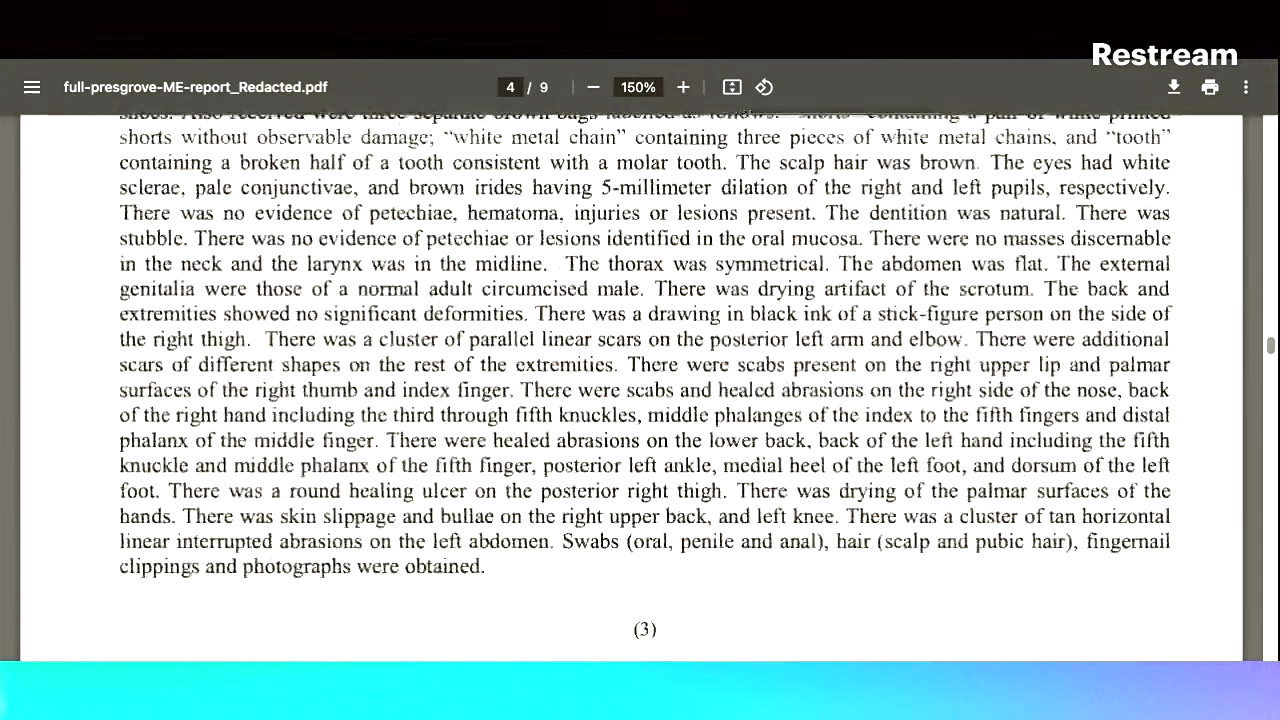 Restream
full-presgrove-ME-report_Redacted.pdf
4 / 9
150%
shoes. Also received were three separate brown bags labeled as follows: "shorts" containing a pair of white printed
shorts without observable damage; “white metal chain” containing three pieces of white metal chains, and “tooth”
containing a broken half of a tooth consistent with a molar tooth. The scalp hair was brown. The eyes had white
sclerae, pale conjunctivae, and brown irides having 5-millimeter dilation of the right and left pupils, respectively.
There was no evidence of petechiae, hematoma, injuries or lesions present. The dentition was natural. There was
stubble. There was no evidence of petechiae or lesions identified in the oral mucosa. There were no masses discernable
in the neck and the larynx was in the midline. The thorax was symmetrical. The abdomen was flat. The external
genitalia were those of a normal adult circumcised male. There was drying artifact of the scrotum. The back and
extremities showed no significant deformities. There was a drawing in black ink of a stick-figure person on the side of
the right thigh. There was a cluster of parallel linear scars on the posterior left arm and elbow. There were additional
scars of different shapes on the rest of the extremities. There were scabs present on the right upper lip and palmar
surfaces of the right thumb and index finger. There were scabs and healed abrasions on the right side of the nose, back
of the right hand including the third through fifth knuckles, middle phalanges of the index to the fifth fingers and distal
phalanx of the middle finger. There were healed abrasions on the lower back, back of the left hand including the fifth
knuckle and middle phalanx of the fifth finger, posterior left ankle, medial heel of the left foot, and dorsum of the left
foot. There was a round healing ulcer on the posterior right thigh. There was drying of the palmar surfaces of the
hands. There was skin slippage and bullae on the right upper back, and left knee. There was a cluster of tan horizontal
linear interrupted abrasions on the left abdomen. Swabs (oral, penile and anal), hair (scalp and pubic hair), fingernail
clippings and photographs were obtained.
(3)